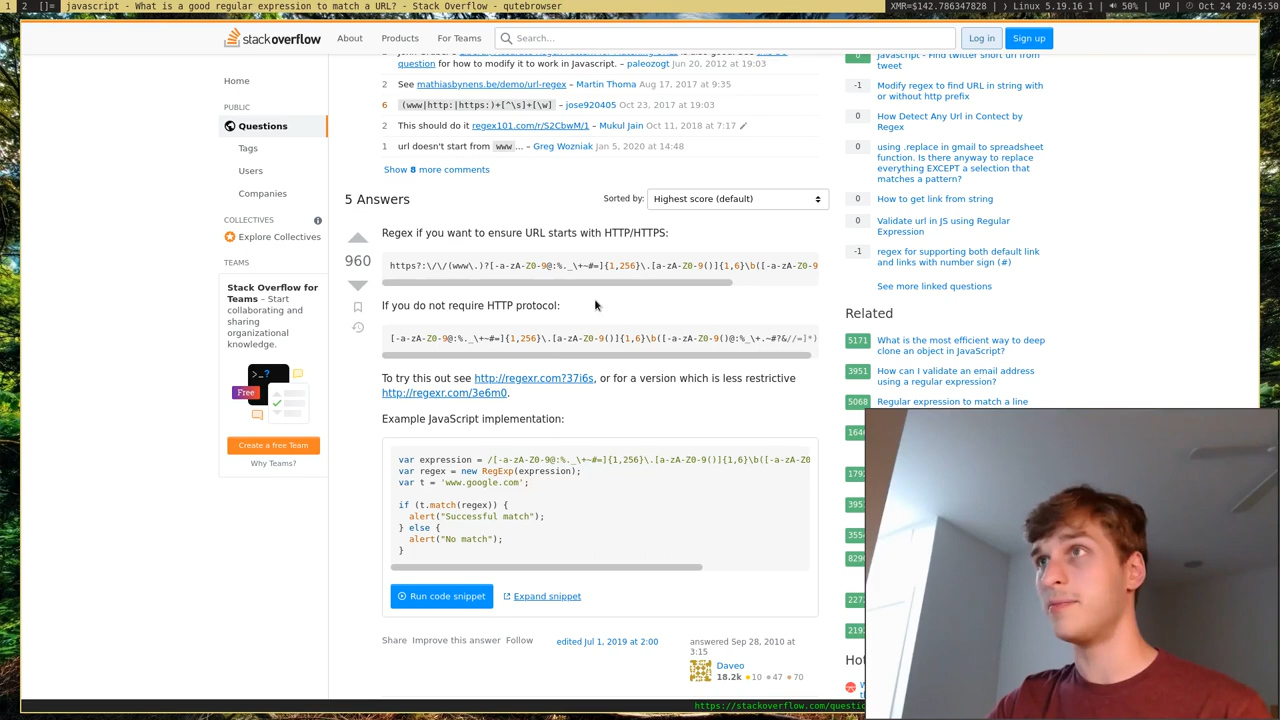 1 2 []= javascript - What is a good regular expression to match a URL? - Stack Overflow - qutebrowser XMR=$142.786347828 | Linux 5.19.16_1 | 50% | UP | Oct 24 20:45:50
stackoverflow About Products For Teams Search... Log in Sign up
Home
PUBLIC
Questions
Tags
Users
Companies
COLLECTIVES
Explore Collectives
TEAMS
Stack Overflow for
Teams – Start
collaborating and
sharing
organizational
knowledge.
>_?
Free
Create a free Team
Why Teams?
question for how to modify it to work in Javascript. – paleozogt Jun 20, 2012 at 19:03
2 See mathiasbynens.be/demo/url-regex – Martin Thoma Aug 17, 2017 at 9:35
6 (www|http:|https:)+[^\s]+[\w] – jose920405 Oct 23, 2017 at 19:03
2 This should do it regex101.com/r/S2CbwM/1 – Mukul Jain Oct 11, 2018 at 7:17
1 url doesn't start from www ... – Greg Wozniak Jan 5, 2020 at 14:48
Show 8 more comments
5 Answers
Sorted by: Highest score (default)
960
Regex if you want to ensure URL starts with HTTP/HTTPS:
https?:\/\/(www\.)?[-a-zA-Z0-9@:%._\+~#=]{1,256}\.[a-zA-Z0-9()]{1,6}\b([-a-zA-Z0-9
If you do not require HTTP protocol:
[-a-zA-Z0-9@:%._\+~#=]{1,256}\.[a-zA-Z0-9()]{1,6}\b([-a-zA-Z0-9()@:%_\+.~#?&//=]*)
To try this out see http://regexr.com?37i6s, or for a version which is less restrictive
http://regexr.com/3e6m0.
Example JavaScript implementation:
var expression = /[-a-zA-Z0-9@:%._\+~#=]{1,256}\.[a-zA-Z0-9()]{1,6}\b([-a-zA-Z0
var regex = new RegExp(expression);
var t = 'www.google.com';
if (t.match(regex)) {
alert("Successful match");
} else {
alert("No match");
}
Run code snippet Expand snippet
Share Improve this answer Follow
edited Jul 1, 2019 at 2:00
answered Sep 28, 2010 at
3:15
Daveo
18.2k 10 47 70
0 Javascript - Find twitter short url from
tweet
-1 Modify regex to find URL in string with
or without http prefix
0 How Detect Any Url in Contect by
Regex
0 using .replace in gmail to spreadsheet
function. Is there anyway to replace
everything EXCEPT a selection that
matches a pattern?
0 How to get link from string
0 Validate url in JS using Regular
Expression
-1 regex for supporting both default link
and links with number sign (#)
See more linked questions
Related
5171 What is the most efficient way to deep
clone an object in JavaScript?
3951 How can I validate an email address
using a regular expression?
5068 Regular expression to match a line
Hot
https://stackoverflow.com/questio